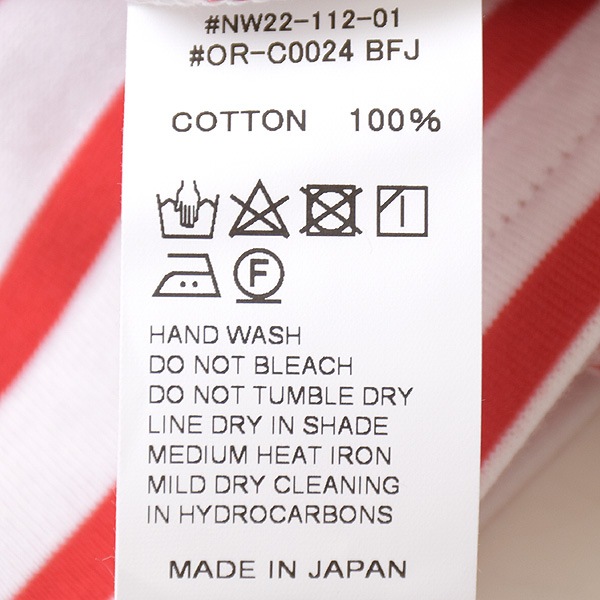 #NW22-112-01
#OR-C0024 BFJ
COTTON 100%
F
HAND WASH
DO NOT BLEACH
DO NOT TUMBLE DRY
LINE DRY IN SHADE
MEDIUM HEAT IRON
MILD DRY CLEANING
IN HYDROCARBONS
MADE IN JAPAN